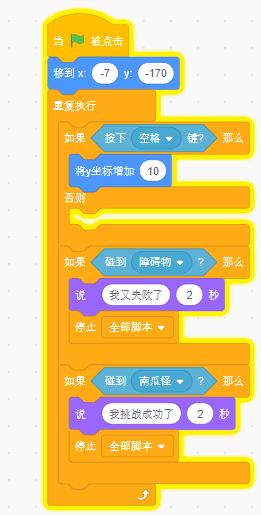 当 被点击
移到 x: -7 y: -170
重复执行
如果 按下 空格 键? 那么
将y坐标增加 10
否则
如果 碰到 障碍物 ? 那么
说 我又失败了 2 秒
停止 全部脚本
如果 碰到 南瓜怪 ? 那么
说 我挑战成功了 2 秒
停止 全部脚本